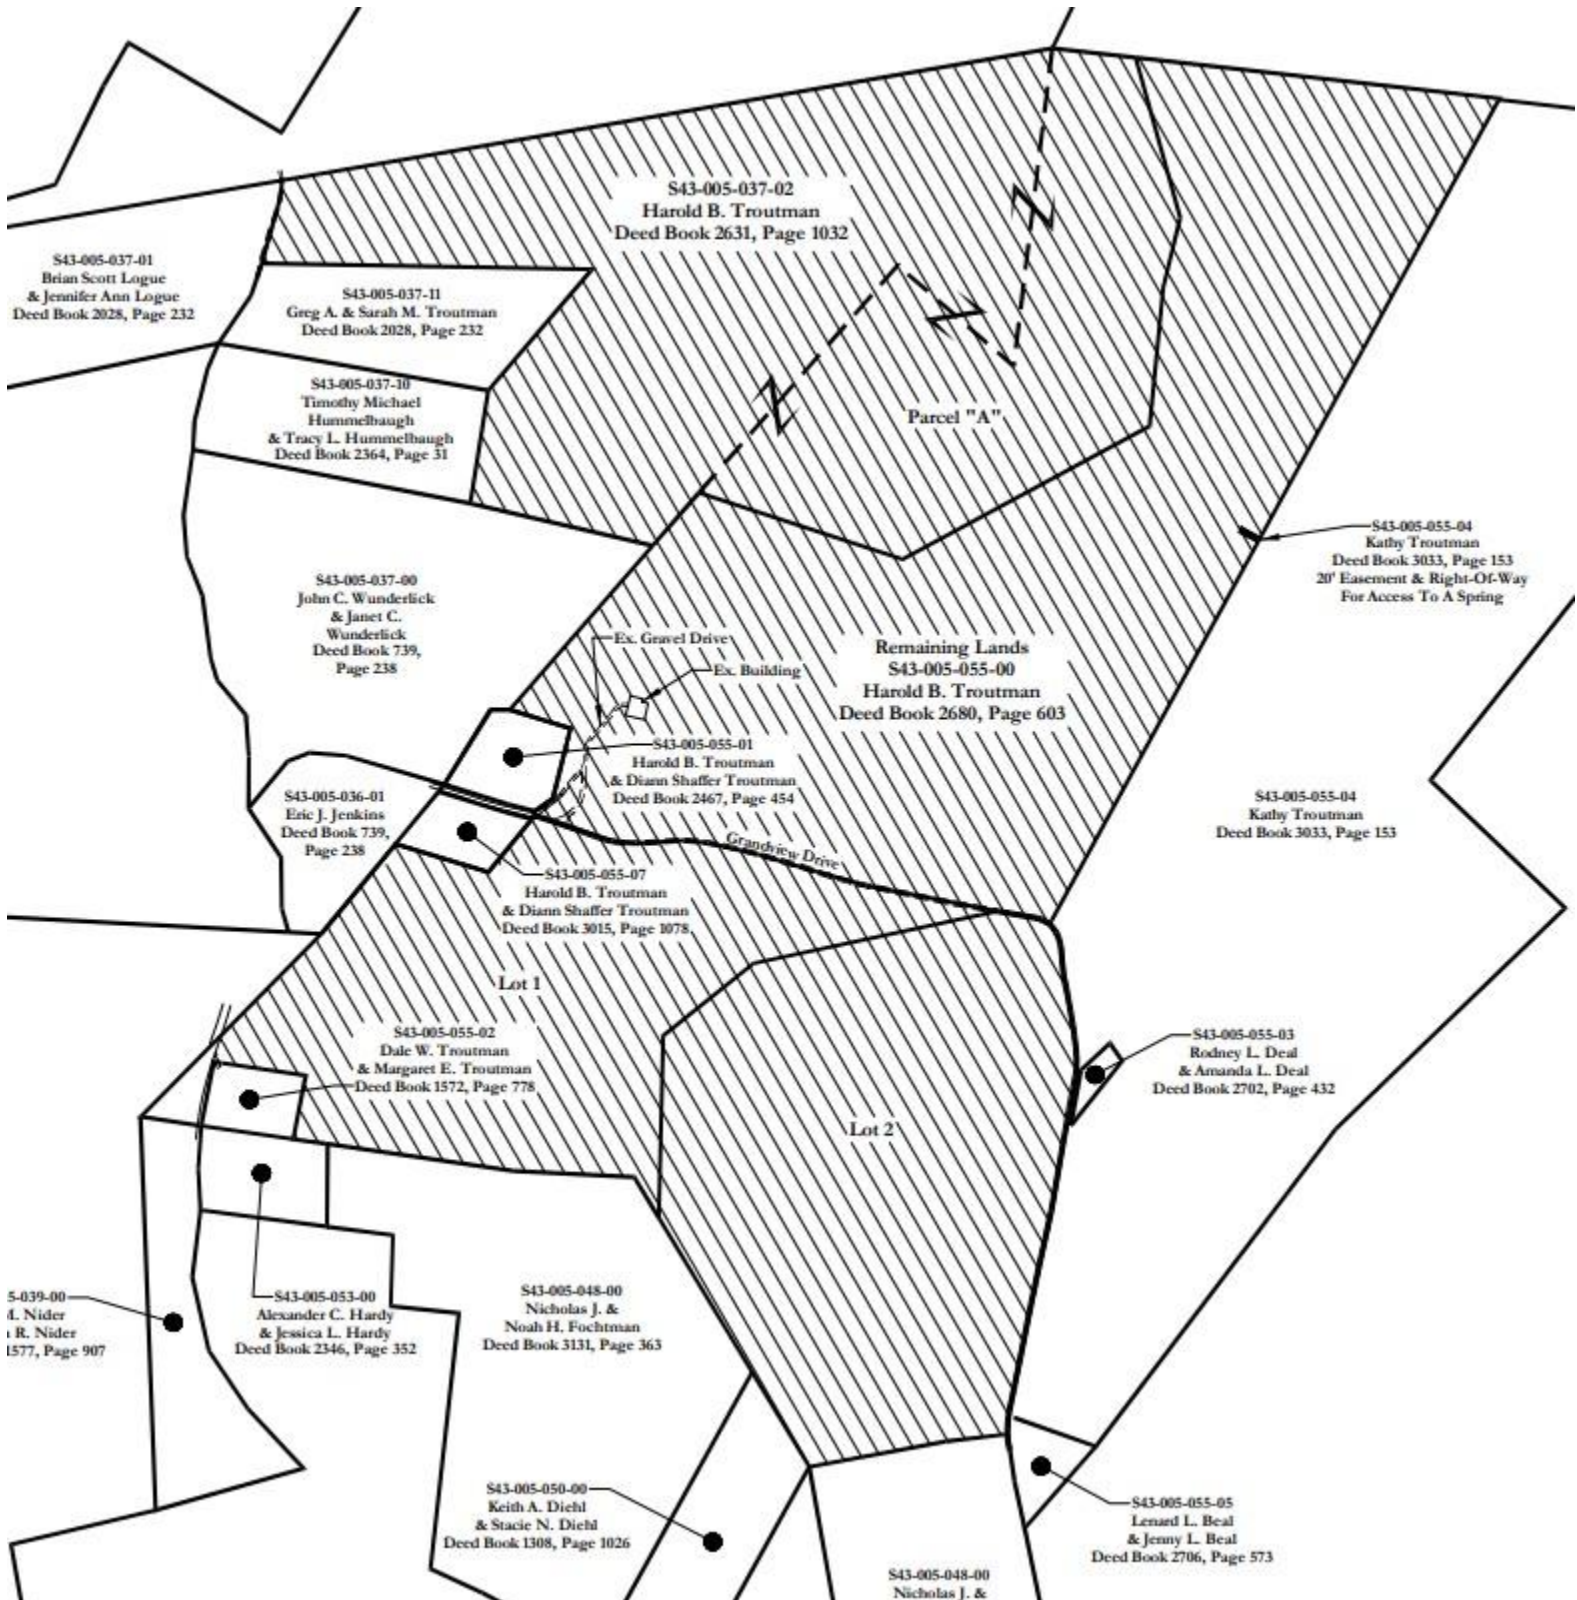 S43-005-037-02
Harold B. Troutman
Deed Book 2631, Page 1032
S43-005-037-01
Brian Scott Logue
& Jennifer Ann Logue
Deed Book 2028, Page 232
S43-005-037-11
Greg A. & Sarah M. Troutman
Deed Book 2028, Page 232
S43-005-037-10
Timothy Michael
Hummelbaugh
& Tracy L. Hummelbaugh
Deed Book 2364, Page 31
Parcel "A"
S43-005-055-04
Kathy Troutman
Deed Book 3033, Page 153
20' Easement & Right-Of-Way
For Access To A Spring
S43-005-037-00
John C. Wunderlick
& Janet C.
Wunderlick
Deed Book 739,
Page 238
Ex. Gravel Drive
Ex. Building
Remaining Lands
S43-005-055-00
Harold B. Troutman
Deed Book 2680, Page 603
S43-005-055-01
Harold B. Troutman
& Diann Shaffer Troutman
Deed Book 2467, Page 454
S43-005-036-01
Eric J. Jenkins
Deed Book 739,
Page 238
S43-005-055-04
Kathy Troutman
Deed Book 3033, Page 153
Grandview Drive
S43-005-055-07
Harold B. Troutman
& Diann Shaffer Troutman
Deed Book 3015, Page 1078
Lot 1
S43-005-055-02
Dale W. Troutman
& Margaret E. Troutman
Deed Book 1572, Page 778
S43-005-055-03
Rodney L. Deal
& Amanda L. Deal
Deed Book 2702, Page 432
Lot 2
5-039-00
M. Nider
R. Nider
1577, Page 907
S43-005-053-00
Alexander C. Hardy
& Jessica L. Hardy
Deed Book 2346, Page 352
S43-005-048-00
Nicholas J. &
Noah H. Fochtman
Deed Book 3131, Page 363
S43-005-050-00
Keith A. Diehl
& Stacie N. Diehl
Deed Book 1308, Page 1026
S43-005-055-05
Lenard L. Beal
& Jenny L. Beal
Deed Book 2706, Page 573
S43-005-048-00
Nicholas J. &